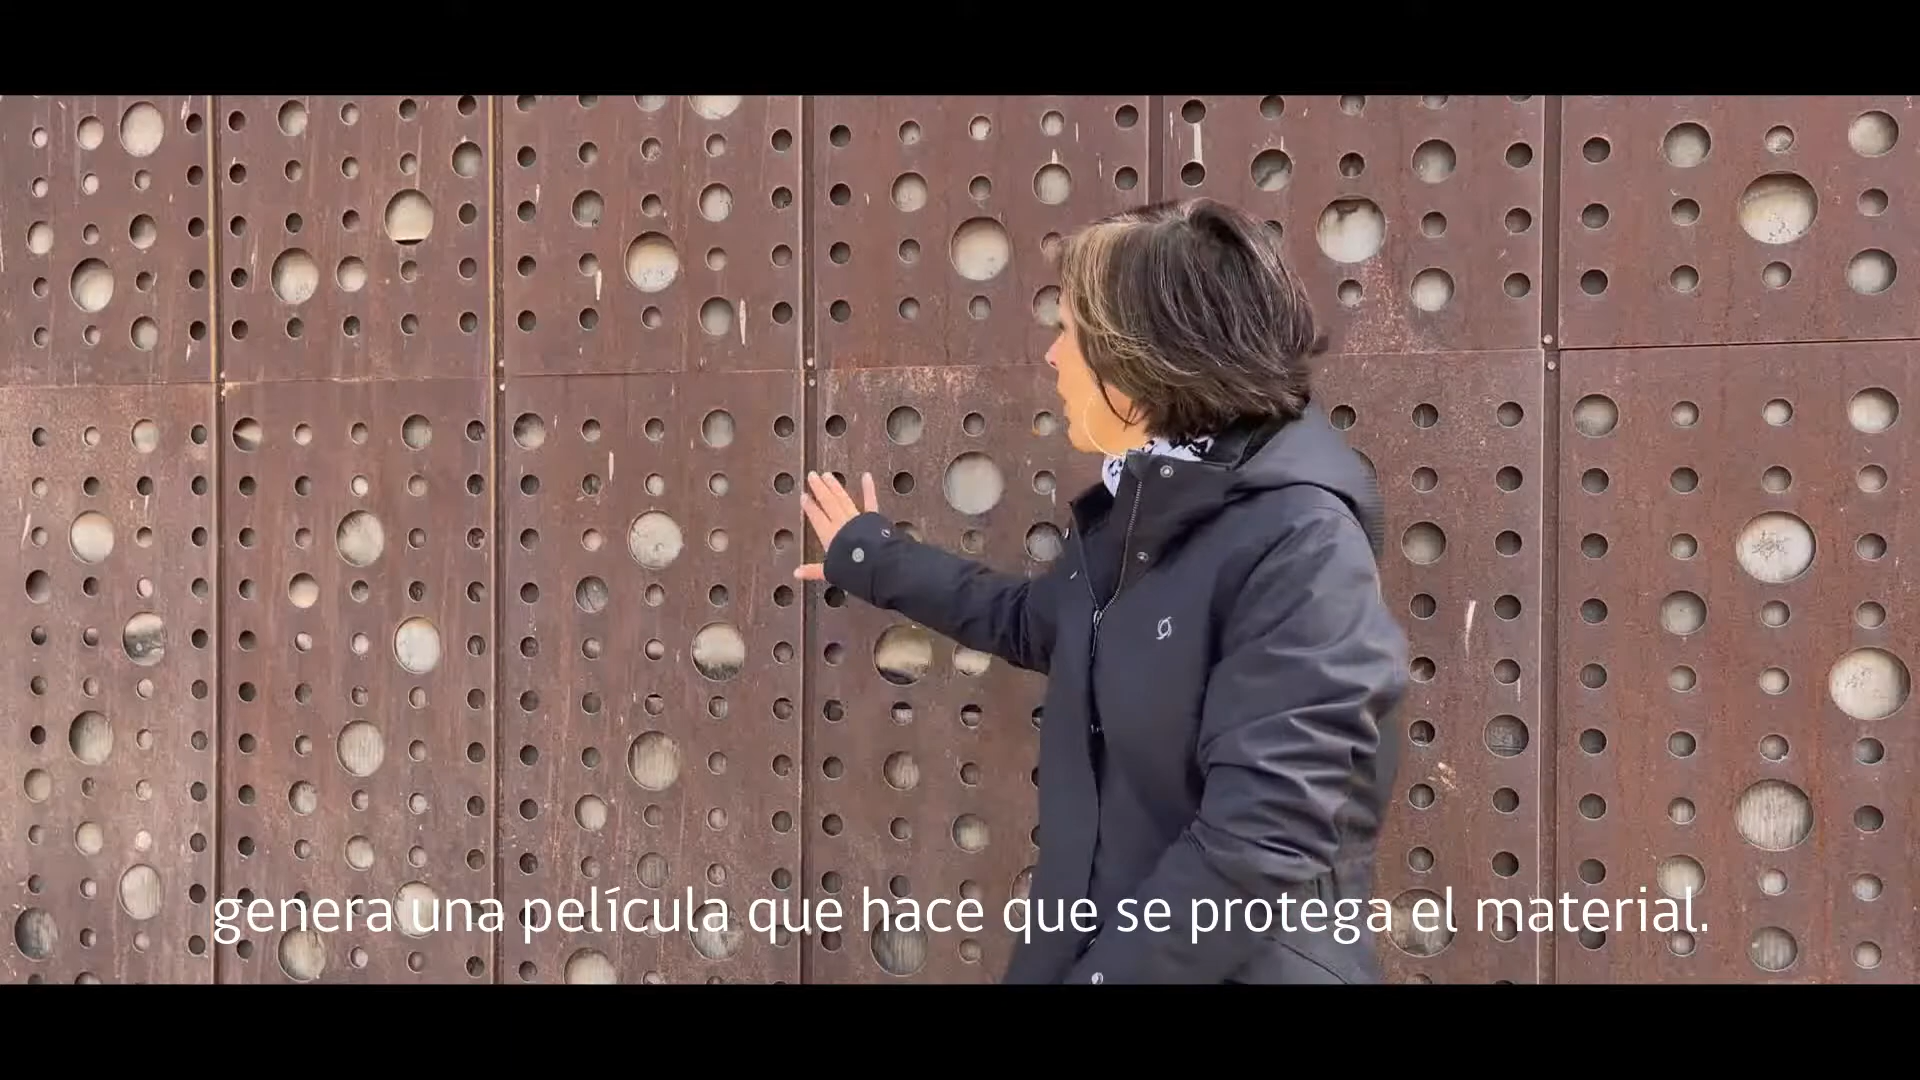 genera una película que hace que se protega el material.